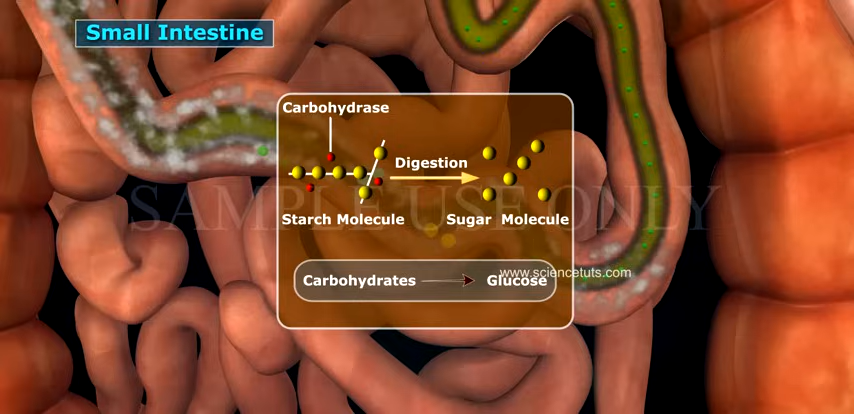 Small Intestine
Carbohydrase
Digestion
Starch Molecule
Sugar Molecule
SAMPLE USE ONLY
www.sciencetuts.com
Carbohydrates
Glucose